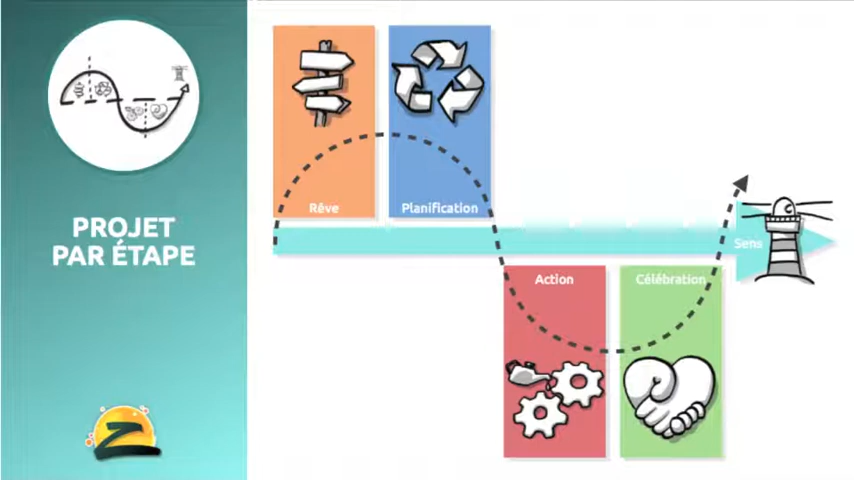 PROJET
PAR ÉTAPE
Rêve
Planification
Action
Célébration
Sens
Z